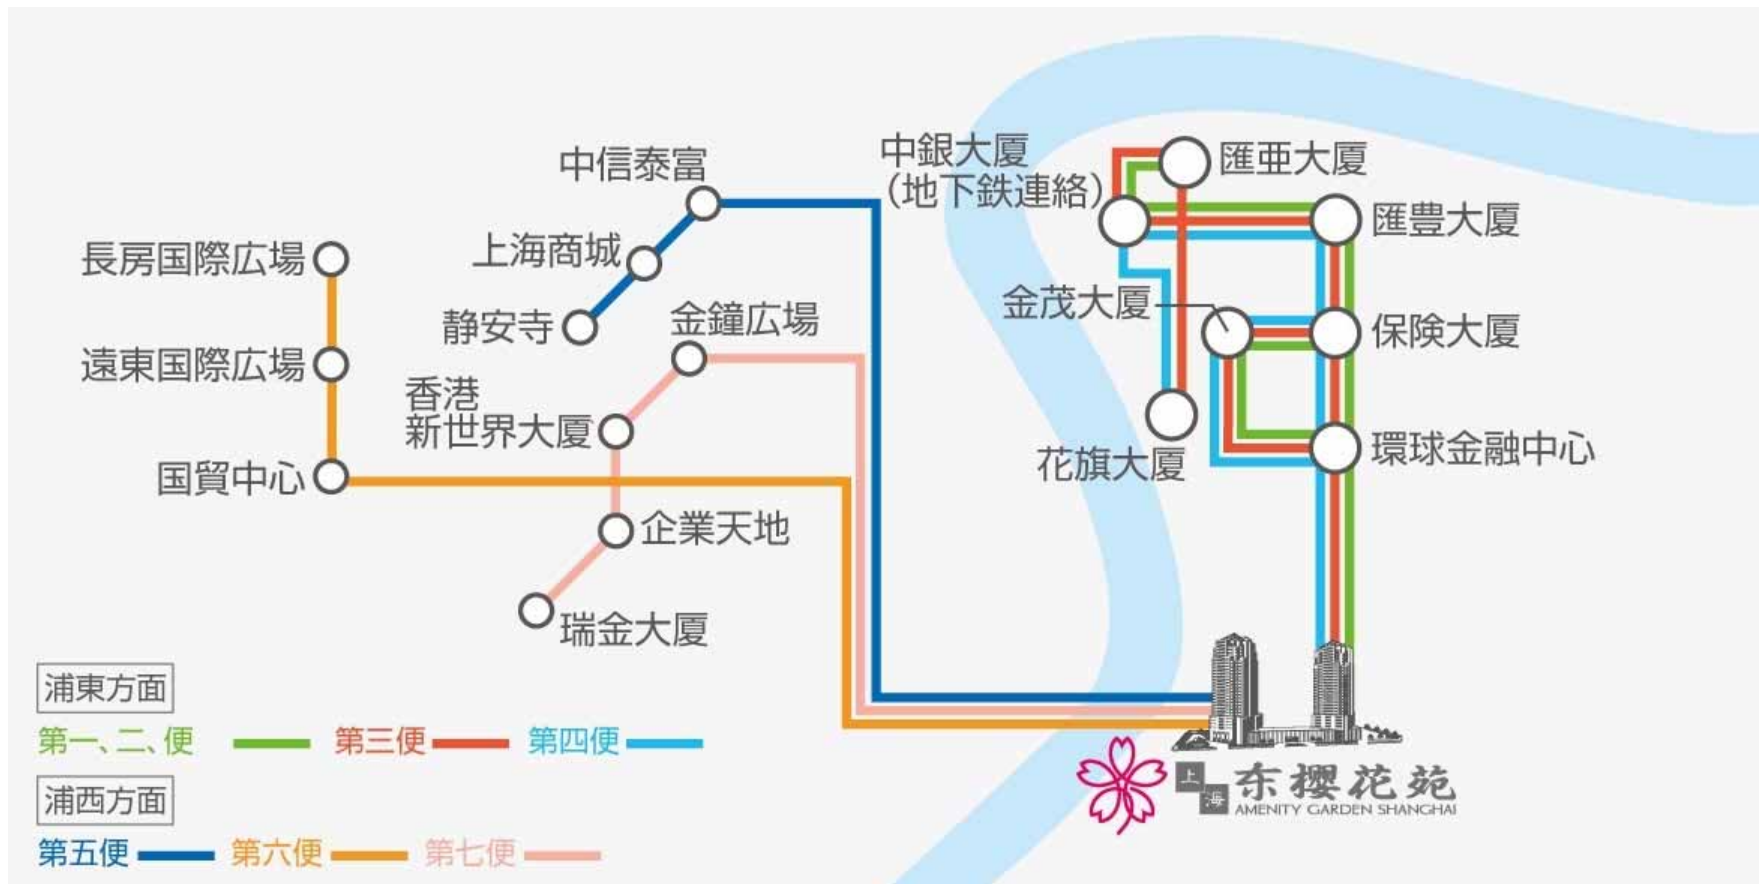 中信泰富
中銀大厦
(地下鉄連絡)
匯亜大厦
匯豊大厦
長房国際広場
上海商城
静安寺
金鐘広場
金茂大厦
保険大厦
遠東国際広場
香港
新世界大厦
花旗大厦
環球金融中心
国貿中心
企業天地
瑞金大厦
浦東方面
第一、二、便
第三便
第四便
浦西方面
第五便
第六便
第七便
上海
东櫻花苑
AMENITY GARDEN SHANGHAI